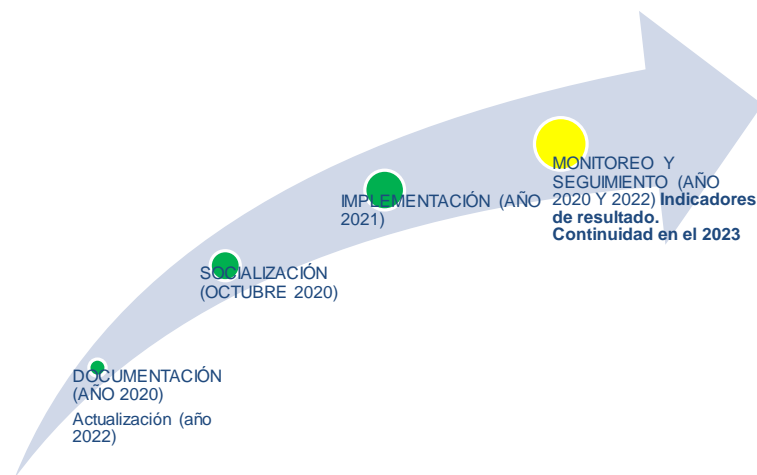 MONITOREO Y
SEGUIMIENTO (AÑO
2020 Y 2022) Indicadores
de resultado.
Continuidad en el 2023
IMPLEMENTACIÓN (AÑO
2021)
SOCIALIZACIÓN
(OCTUBRE 2020)
DOCUMENTACIÓN
(AÑO 2020)
Actualización (año
2022)